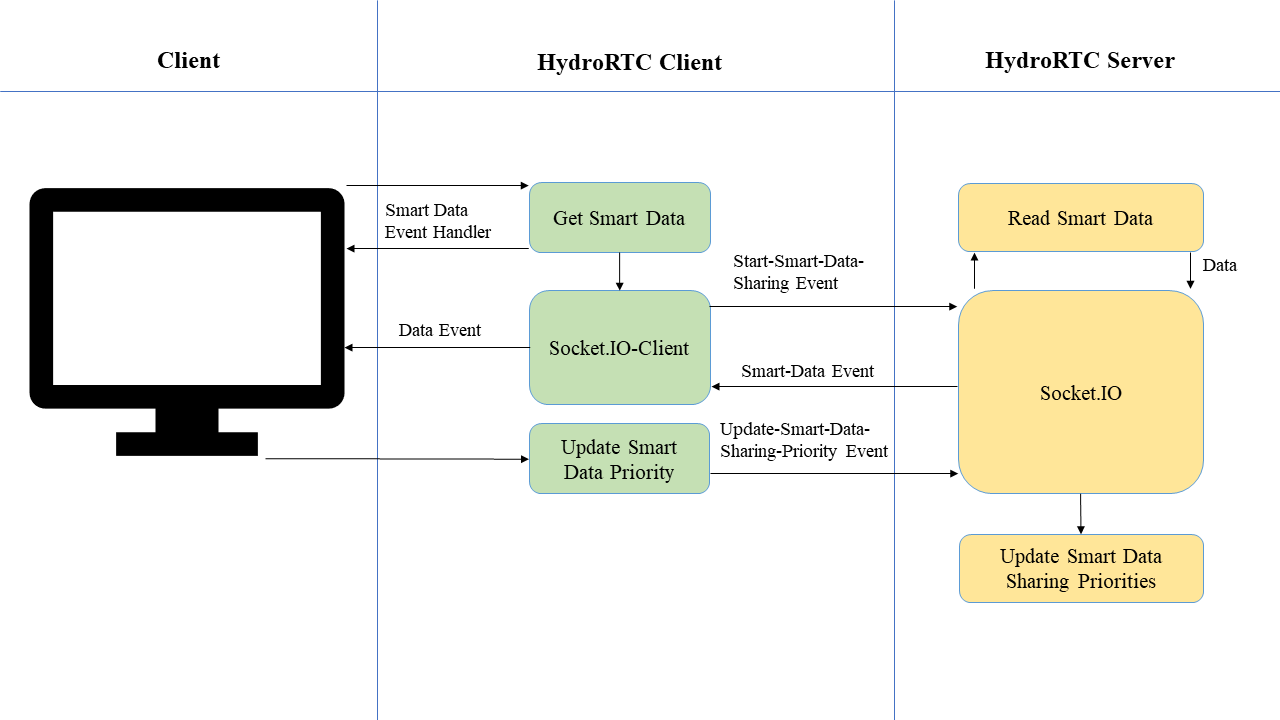 Client
HydroRTC Client
HydroRTC Server
Smart Data
Event Handler
Get Smart Data
Read Smart Data
Start-Smart-Data-
Sharing Event
Data
Data Event
Socket.IO-Client
Smart-Data Event
Socket.IO
Update Smart
Data Priority
Update-Smart-Data-
Sharing-Priority Event
Update Smart Data
Sharing Priorities